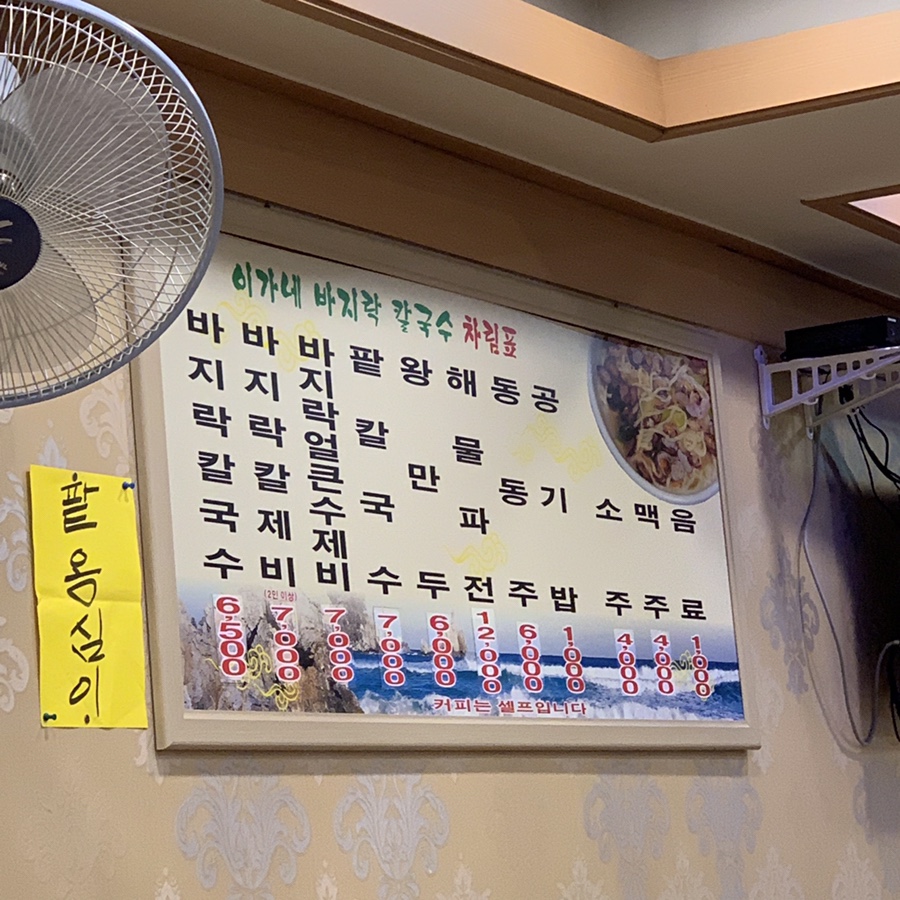 이가네 바지락 칼국수 차림표
바지락칼국수 6,500
바지락칼제비 (2인 이상) 7,000
바지락얼큰수제비 7,000
팥칼국수 7,000
왕만두 6,000
해물파전 12,000
동동주 6,000
공기밥 1,000
소주 4,000
맥주 4,000
음료 1,000
커피는 셀프입니다
팥옹심이